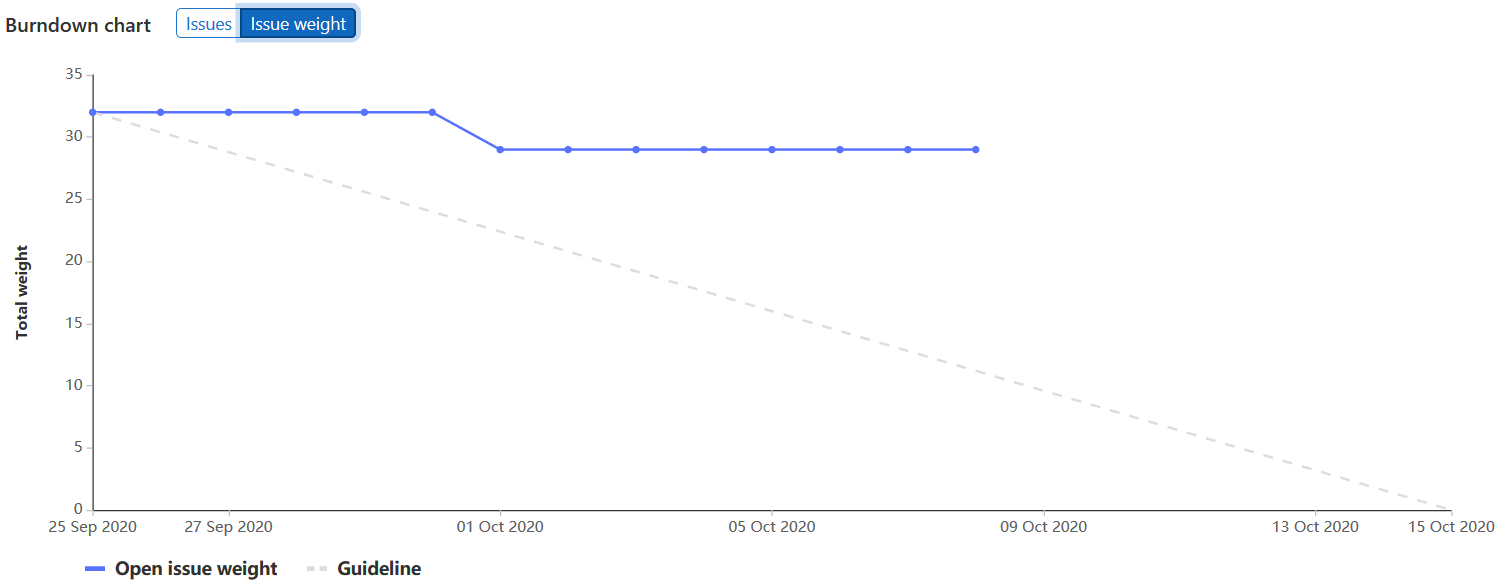 Burndown chart Issues Issue weight
35
30
25
20
15
10
5
0
Total weight
25 Sep 2020 27 Sep 2020 01 Oct 2020 05 Oct 2020 09 Oct 2020 13 Oct 2020 15 Oct 2020
Open issue weight Guideline